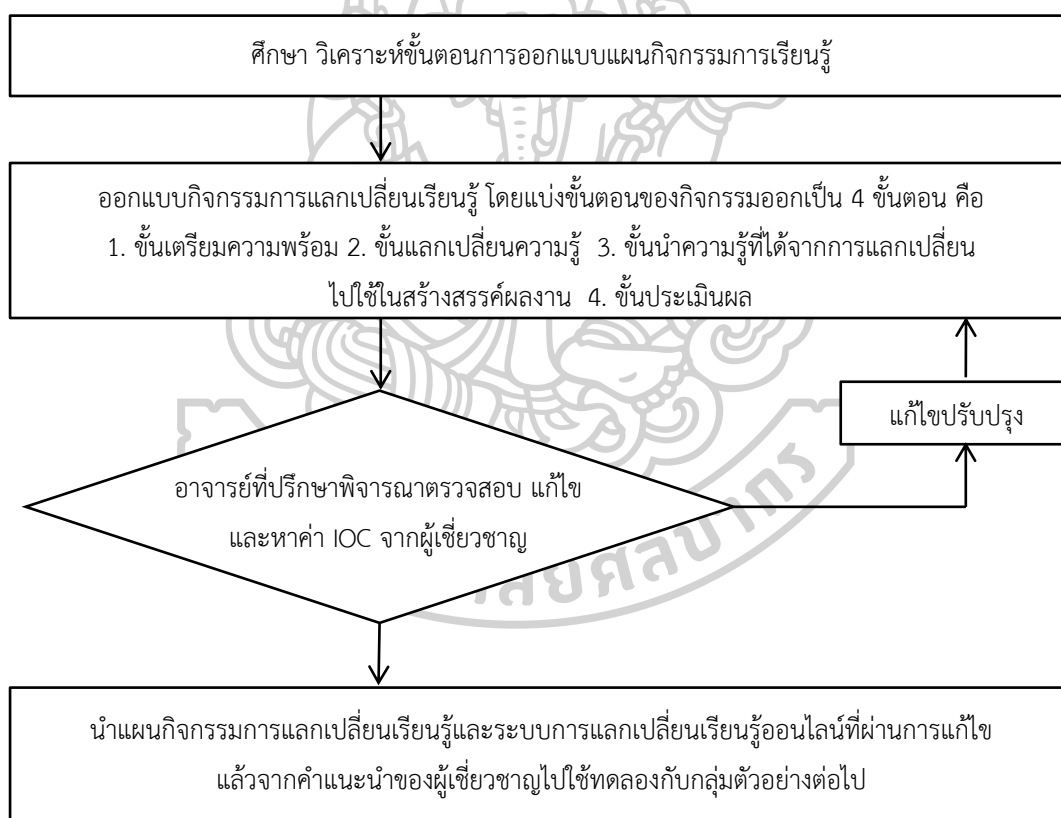 ศึกษา วิเคราะห์ขั้นตอนการออกแบบแผนกิจกรรมการเรียนรู้
ออกแบบกิจกรรมการแลกเปลี่ยนเรียนรู้ โดยแบ่งขั้นตอนของกิจกรรมออกเป็น 4 ขั้นตอน คือ
1. ขั้นเตรียมความพร้อม 2. ขั้นแลกเปลี่ยนความรู้ 3. ขั้นนำความรู้ที่ได้จากการแลกเปลี่ยน
ไปใช้ในสร้างสรรค์ผลงาน 4. ขั้นประเมินผล
แก้ไขปรับปรุง
อาจารย์ที่ปรึกษาพิจารณาตรวจสอบ แก้ไข
และหาค่า IOC จากผู้เชี่ยวชาญ
นำแผนกิจกรรมการแลกเปลี่ยนเรียนรู้และระบบการแลกเปลี่ยนเรียนรู้ออนไลน์ที่ผ่านการแก้ไข
แล้วจากคำแนะนำของผู้เชี่ยวชาญไปใช้ทดลองกับกลุ่มตัวอย่างต่อไป